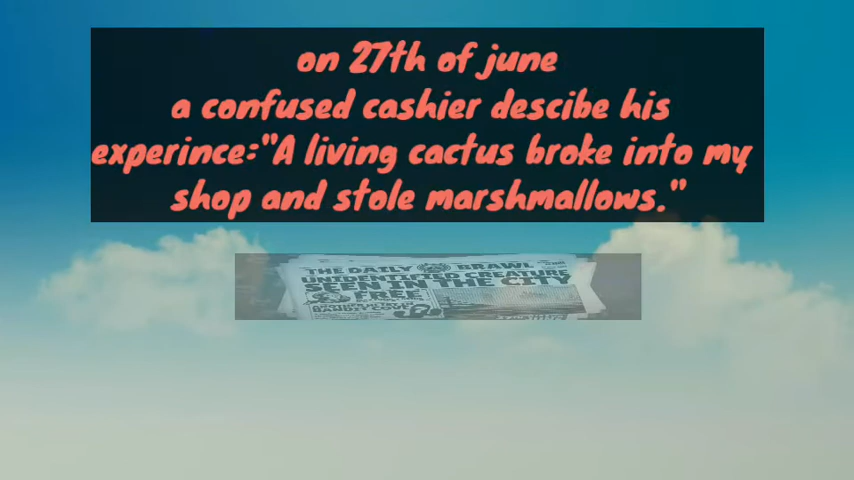 on 27th of june
a confused cashier descibe his
experince:"A living cactus broke into my
shop and stole marshmallows."
THE DAILY BRAWL
UNIDENTIFIED CREATURE
SEEN IN THE CITY
FREE